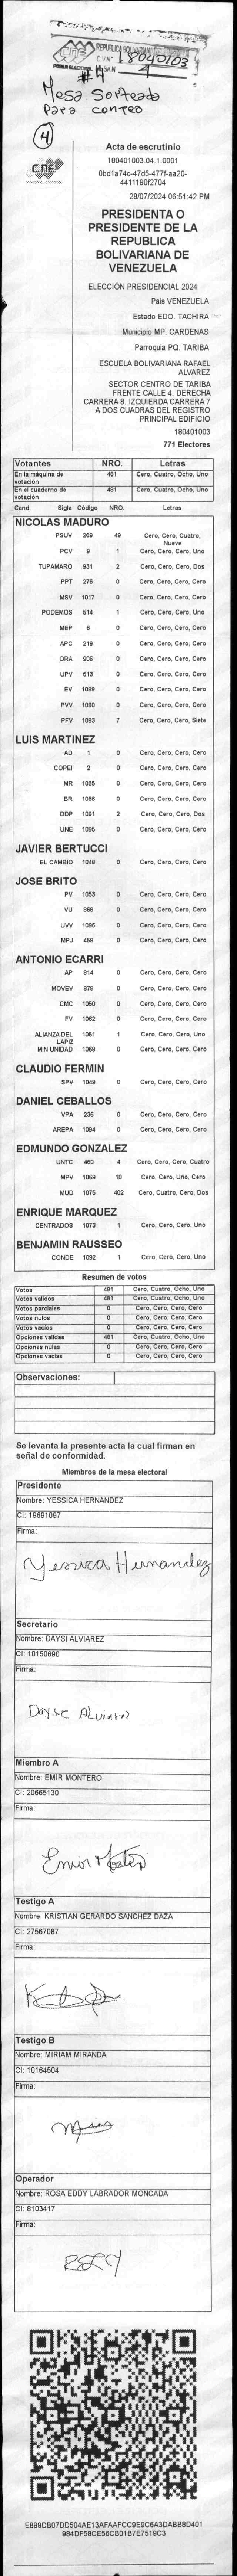 REPUBLICA BOLIVARIANA DE
CNE
PODER ELECTORAL
CVN° 18040103
MESAN 4
#4
Mesa Sorteada
Para conteo
4
CNE
Acta de escrutinio
180401003.04.1.0001
0bd1a74c-47d5-477f-aa20-
4411190f2704
28/07/2024 06:51:42 PM
PRESIDENTA O
PRESIDENTE DE LA
REPUBLICA
BOLIVARIANA DE
VENEZUELA
ELECCIÓN PRESIDENCIAL 2024
Pais VENEZUELA
Estado EDO. TACHIRA
Municipio MP. CARDENAS
Parroquia PQ. TARIBA
ESCUELA BOLIVARIANA RAFAEL
ALVAREZ
SECTOR CENTRO DE TARIBA
FRENTE CALLE 4. DERECHA
CARRERA 8. IZQUIERDA CARRERA 7
A DOS CUADRAS DEL REGISTRO
PRINCIPAL EDIFICIO
180401003
771 Electores
Votantes NRO. Letras
En la máquina de votación 481 Cero, Cuatro, Ocho, Uno
En el cuaderno de votación 481 Cero, Cuatro, Ocho, Uno
Cand. Sigla Código NRO. Letras
NICOLAS MADURO
PSUV 269 49 Cero, Cero, Cuatro, Nueve
PCV 9 1 Cero, Cero, Cero, Uno
TUPAMARO 931 2 Cero, Cero, Cero, Dos
PPT 276 0 Cero, Cero, Cero, Cero
MSV 1017 0 Cero, Cero, Cero, Cero
PODEMOS 514 1 Cero, Cero, Cero, Uno
MEP 6 0 Cero, Cero, Cero, Cero
APC 219 0 Cero, Cero, Cero, Cero
ORA 906 0 Cero, Cero, Cero, Cero
UPV 513 0 Cero, Cero, Cero, Cero
EV 1089 0 Cero, Cero, Cero, Cero
PVV 1090 0 Cero, Cero, Cero, Cero
PFV 1093 7 Cero, Cero, Cero, Siete
LUIS MARTINEZ
AD 1 0 Cero, Cero, Cero, Cero
COPEI 2 0 Cero, Cero, Cero, Cero
MR 1065 0 Cero, Cero, Cero, Cero
BR 1066 0 Cero, Cero, Cero, Cero
DDP 1091 2 Cero, Cero, Cero, Dos
UNE 1095 0 Cero, Cero, Cero, Cero
JAVIER BERTUCCI
EL CAMBIO 1048 0 Cero, Cero, Cero, Cero
JOSE BRITO
PV 1053 0 Cero, Cero, Cero, Cero
VU 869 0 Cero, Cero, Cero, Cero
UVV 1096 0 Cero, Cero, Cero, Cero
MPJ 458 0 Cero, Cero, Cero, Cero
ANTONIO ECARRI
AP 814 0 Cero, Cero, Cero, Cero
MOVEV 978 0 Cero, Cero, Cero, Cero
CMC 1050 0 Cero, Cero, Cero, Cero
FV 1062 0 Cero, Cero, Cero, Cero
ALIANZA DEL LAPIZ 1051 1 Cero, Cero, Cero, Uno
MIN UNIDAD 1068 0 Cero, Cero, Cero, Cero
CLAUDIO FERMIN
SPV 1049 0 Cero, Cero, Cero, Cero
DANIEL CEBALLOS
VPA 236 0 Cero, Cero, Cero, Cero
AREPA 1094 0 Cero, Cero, Cero, Cero
EDMUNDO GONZALEZ
UNTC 460 4 Cero, Cero, Cero, Cuatro
MPV 1069 10 Cero, Cero, Uno, Cero
MUD 1075 402 Cero, Cuatro, Cero, Dos
ENRIQUE MARQUEZ
CENTRADOS 1073 1 Cero, Cero, Cero, Uno
BENJAMIN RAUSSEO
CONDE 1092 1 Cero, Cero, Cero, Uno
Resumen de votos
Votos 481 Cero, Cuatro, Ocho, Uno
Votos validos 481 Cero, Cuatro, Ocho, Uno
Votos parciales 0 Cero, Cero, Cero, Cero
Votos nulos 0 Cero, Cero, Cero, Cero
Votos vacios 0 Cero, Cero, Cero, Cero
Opciones validas 481 Cero, Cuatro, Ocho, Uno
Opciones nulas 0 Cero, Cero, Cero, Cero
Opciones vacias 0 Cero, Cero, Cero, Cero
Observaciones:
Se levanta la presente acta la cual firman en
señal de conformidad.
Miembros de la mesa electoral
Presidente
Nombre: YESSICA HERNANDEZ
CI: 19691097
Firma:
Yessica Hernandez
Secretario
Nombre: DAYSI ALVIAREZ
CI: 10150690
Firma:
Miembro A
Nombre: EMIR MONTERO
CI: 20665130
Firma:
Testigo A
Nombre: KRISTIAN GERARDO SANCHEZ DAZA
CI: 27567087
Firma:
Testigo B
Nombre: MIRIAM MIRANDA
CI: 10164504
Firma:
Operador
Nombre: ROSA EDDY LABRADOR MONCADA
CI: 8103417
Firma:
E899DB07DD504AE13AFAAFCC9E9C6A3DABB8D401
984DF58CE56CB01B7E7519C3